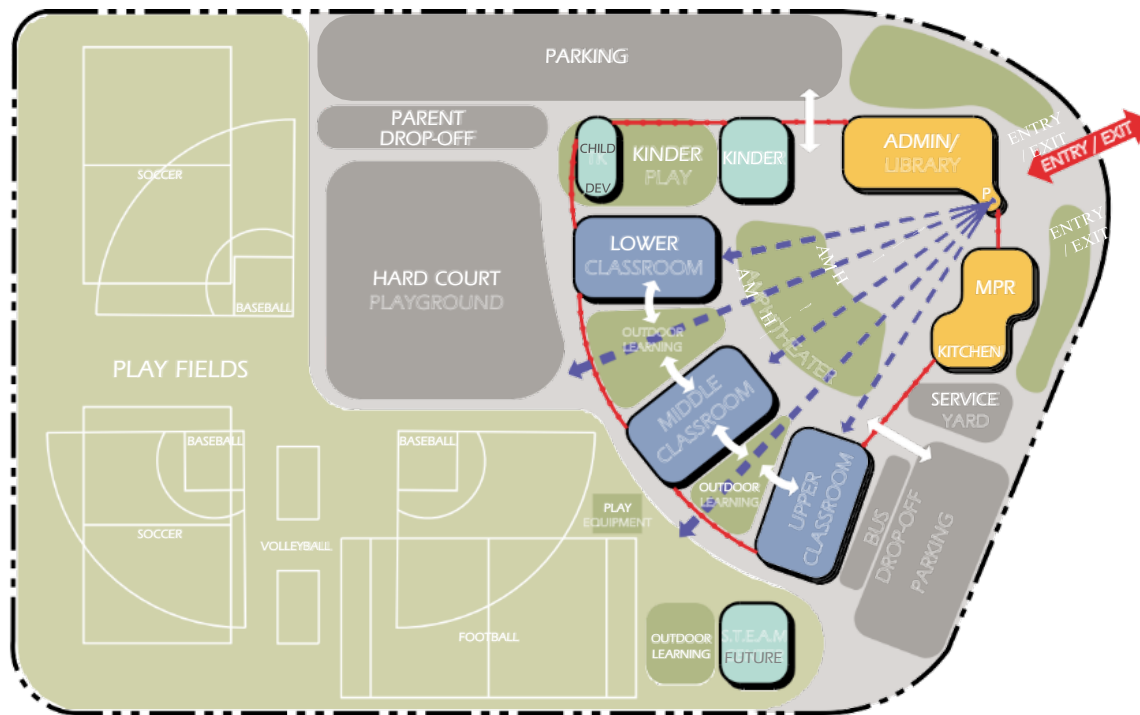 PARKING
PARENT
DROP-OFF
ENTRY
/ EXIT
ENTRY / EXIT
CHILD
TK
DEV
KINDER
PLAY
KINDER
ADMIN/
LIBRARY
P
ENTRY
/ EXIT
SOCCER
LOWER
CLASSROOM
HARD COURT
PLAYGROUND
BASEBALL
AM H
AM H
AMPHITHEATER
MPR
KITCHEN
OUTDOOR
LEARNING
PLAY FIELDS
MIDDLE
CLASSROOM
SERVICE
YARD
BASEBALL
BASEBALL
OUTDOOR
LEARNING
UPPER
CLASSROOM
BUS
DROP-OFF
PARKING
PLAY
EQUIPMENT
SOCCER
VOLLEYBALL
FOOTBALL
OUTDOOR
LEARNING
S.T.E.A.M
FUTURE